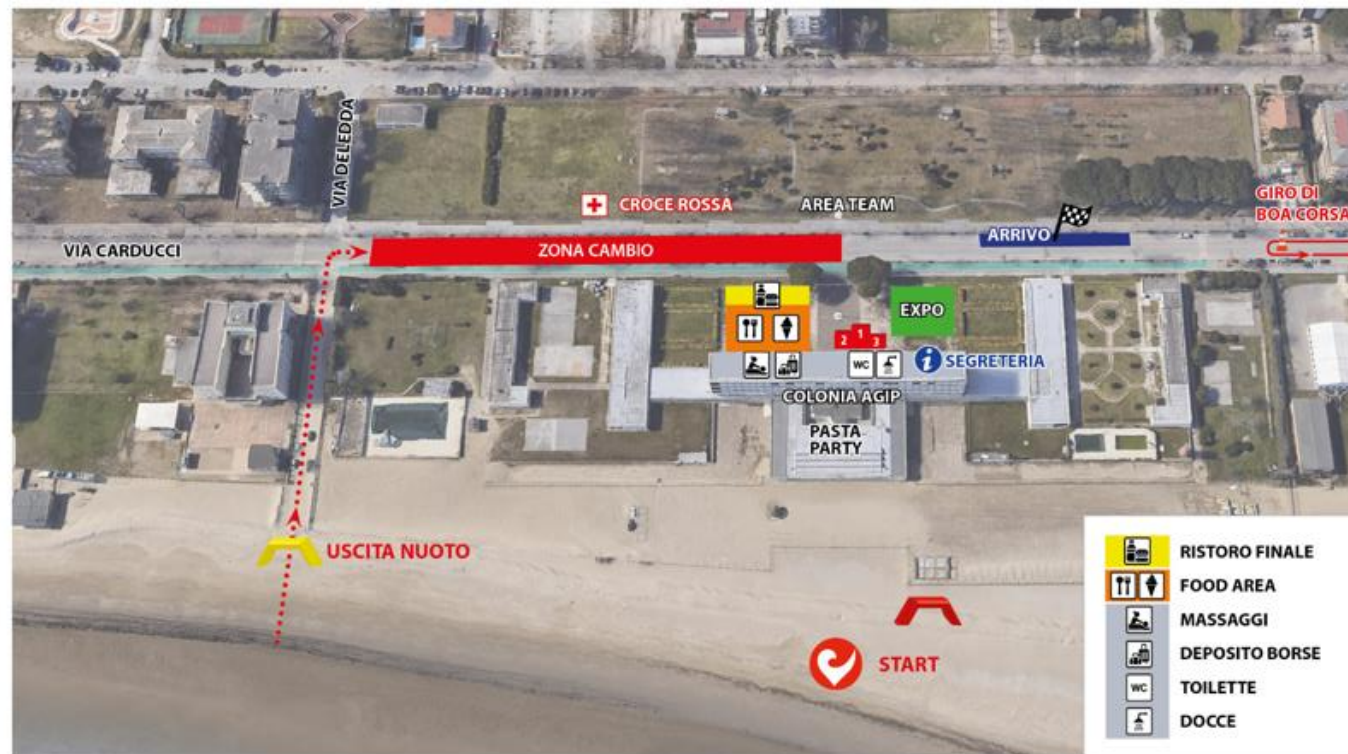 VIA DELEDDA
CROCE ROSSA
AREA TEAM
GIRO DI
BOA CORSA
VIA CARDUCCI
ZONA CAMBIO
ARRIVO
EXPO
2 1 3
WC
i SEGRETERIA
COLONIA AGIP
PASTA
PARTY
USCITA NUOTO
START
RISTORO FINALE
FOOD AREA
MASSAGGI
DEPOSITO BORSE
WC TOILETTE
DOCCE